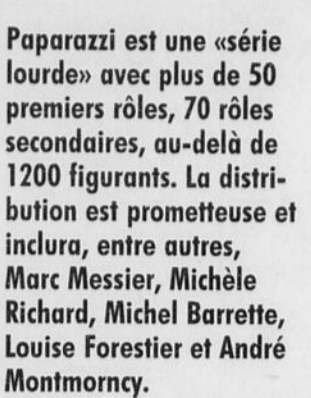 Paparazzi est une «série
lourde» avec plus de 50
premiers rôles, 70 rôles
secondaires, au-delà de
1200 figurants. La distri-
bution est prometteuse et
inclura, entre autres,
Marc Messier, Michèle
Richard, Michel Barrette,
Louise Forestier et André
Montmorncy.